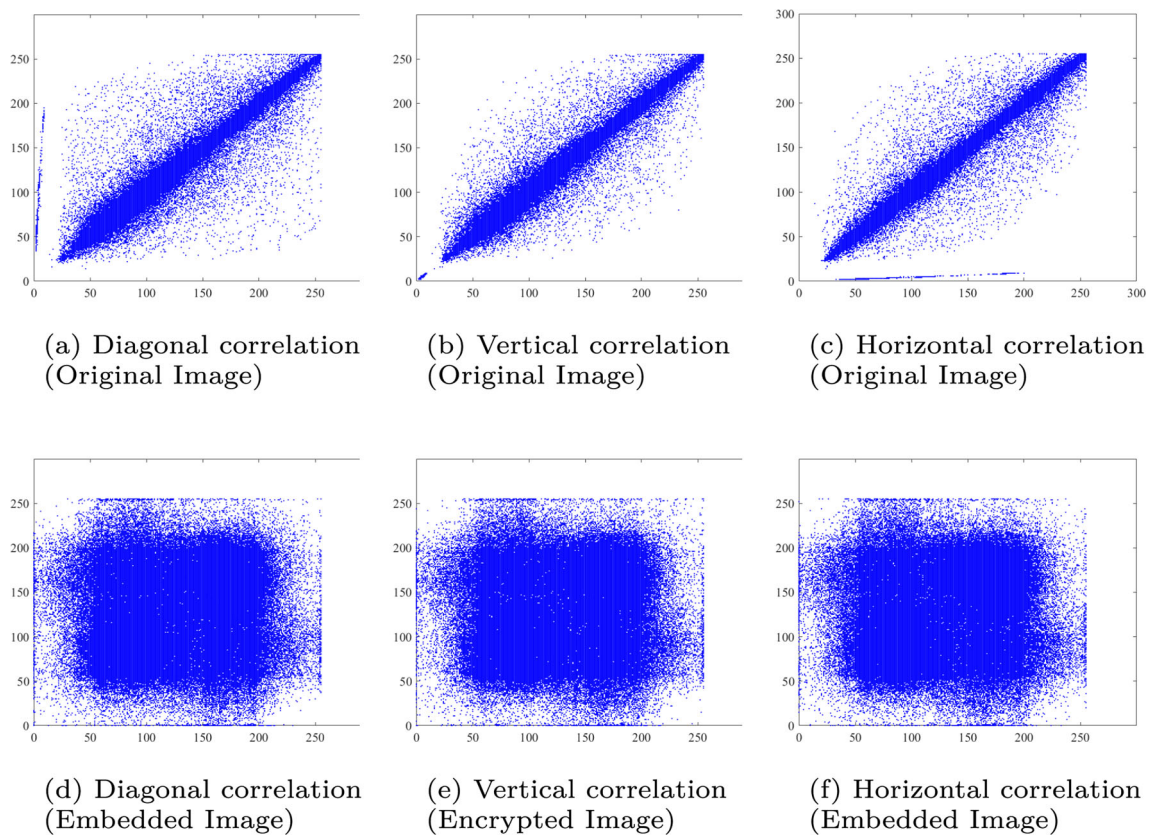 250
200
150
100
50
0
0 50 100 150 200 250
(a) Diagonal correlation
(Original Image)
250
200
150
100
50
0
0 50 100 150 200 250
(b) Vertical correlation
(Original Image)
300
250
200
150
100
50
0
0 50 100 150 200 250 300
(c) Horizontal correlation
(Original Image)
250
200
150
100
50
0
0 50 100 150 200 250
(d) Diagonal correlation
(Embedded Image)
250
200
150
100
50
0
0 50 100 150 200 250
(e) Vertical correlation
(Encrypted Image)
250
200
150
100
50
0
0 50 100 150 200 250
(f) Horizontal correlation
(Embedded Image)